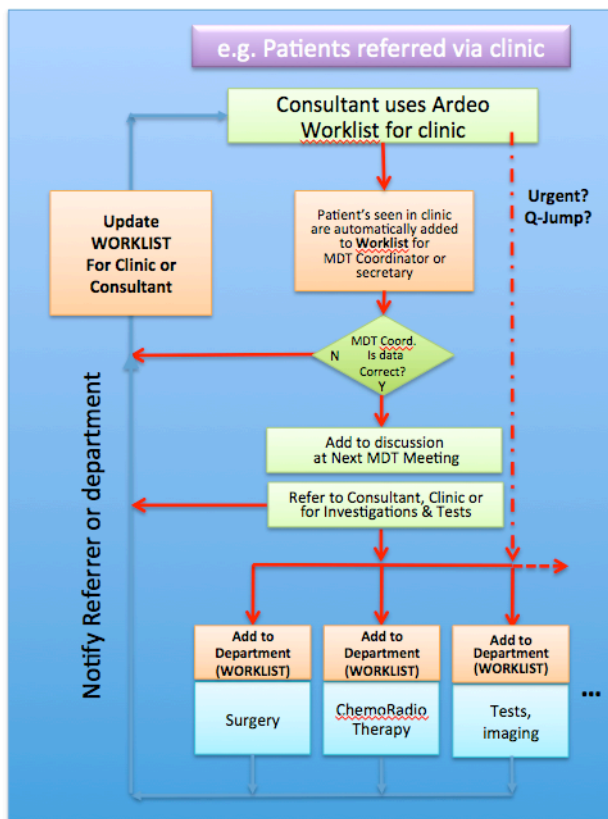 e.g. Patients referred via clinic
Consultant uses Ardeo
Worklist for clinic
Urgent?
Q-Jump?
Update
WORKLIST
For Clinic or
Consultant
Patient's seen in clinic
are automatically added
to Worklist for
MDT Coordinator or
secretary
MDT Coord.
N
Is data
Correct?
Y
Add to discussion
at Next MDT Meeting
Refer to Consultant, Clinic or
for Investigations & Tests
Notify Referrer or department
Add to
Department
(WORKLIST)
Surgery
Add to
Department
(WORKLIST)
ChemoRadio
Therapy
Add to
Department
(WORKLIST)
Tests,
imaging
...